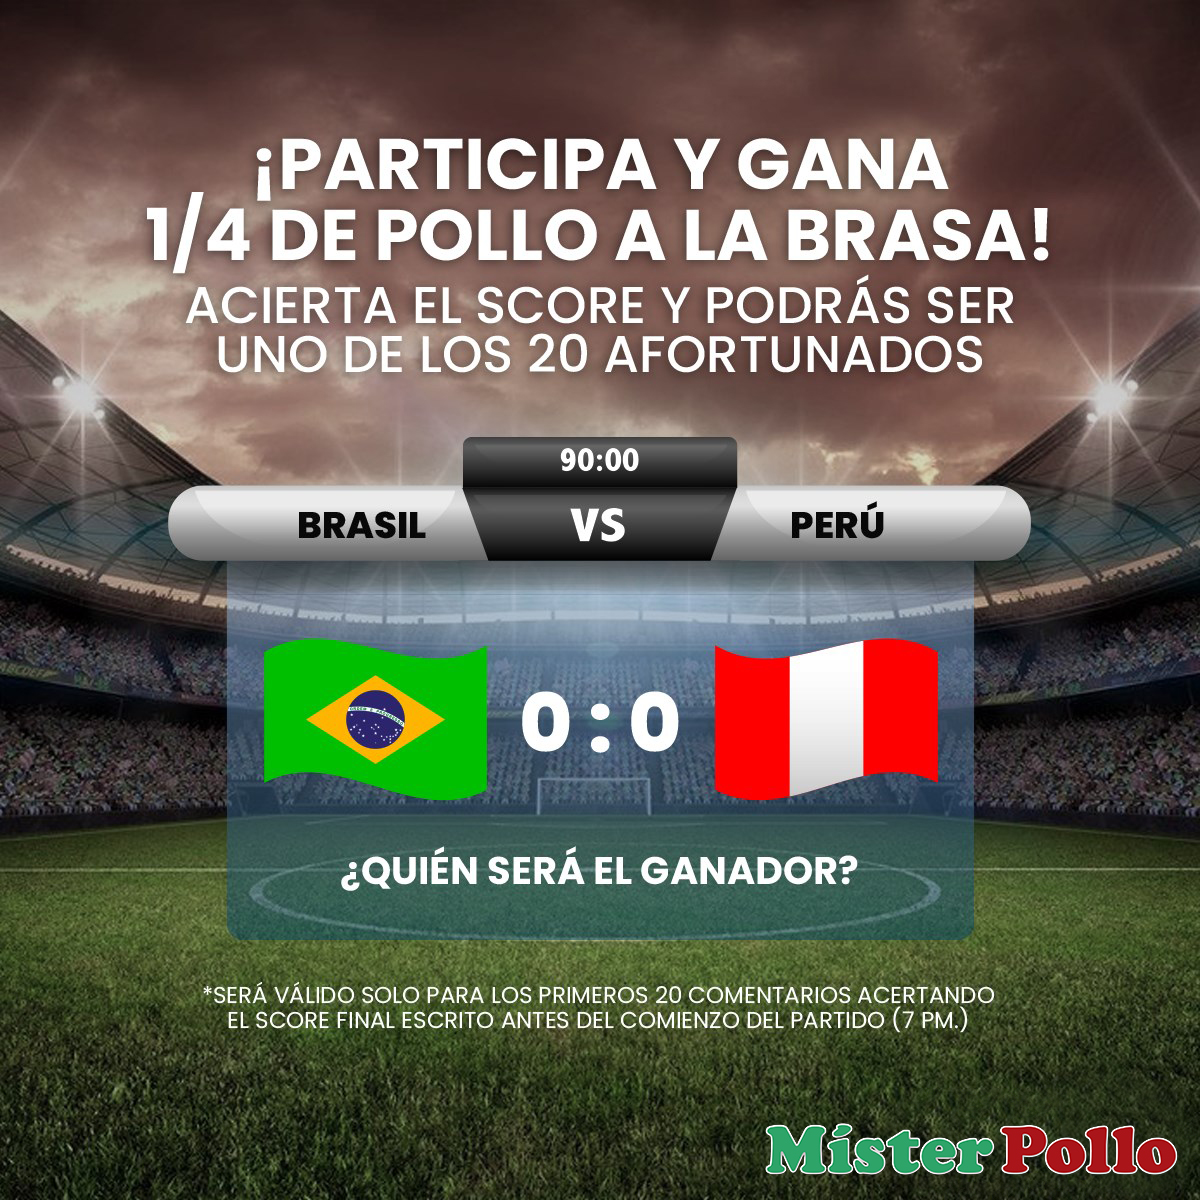 ¡PARTICIPA Y GANA
1/4 DE POLLO A LA BRASA!
ACIERTA EL SCORE Y PODRÁS SER
UNO DE LOS 20 AFORTUNADOS
90:00
BRASIL VS PERÚ
0 : 0
¿QUIÉN SERÁ EL GANADOR?
*SERÁ VÁLIDO SOLO PARA LOS PRIMEROS 20 COMENTARIOS ACERTANDO
EL SCORE FINAL ESCRITO ANTES DEL COMIENZO DEL PARTIDO (7 PM.)
Míster Pollo